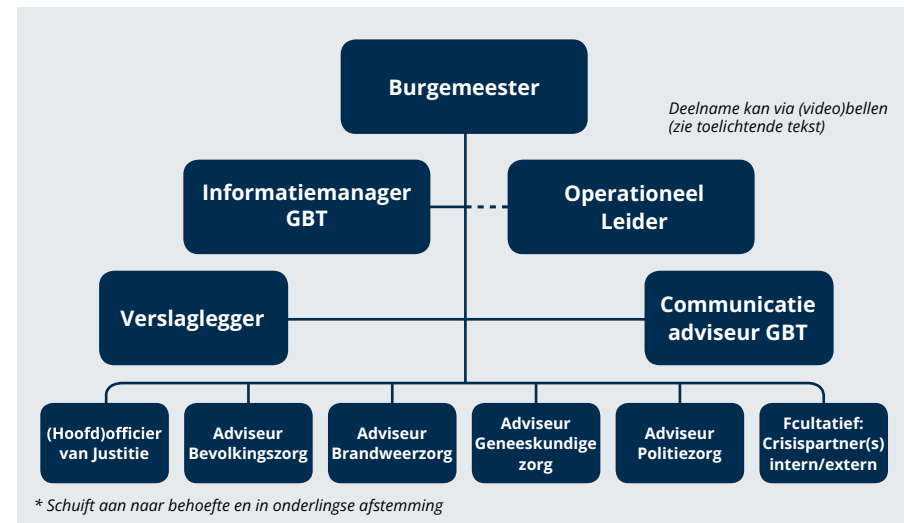 Burgemeester
Deelname kan via (video)bellen
(zie toelichtende tekst)
Informatiemanager
GBT
Operationeel
Leider
Verslaglegger
Communicatie
adviseur GBT
(Hoofd)officier
van Justitie
Adviseur
Bevolkingszorg
Adviseur
Brandweerzorg
Adviseur
Geneeskundige
zorg
Adviseur
Politiezorg
Fcultatief:
Crisispartner(s)
intern/extern
* Schuift aan naar behoefte en in onderlingse afstemming